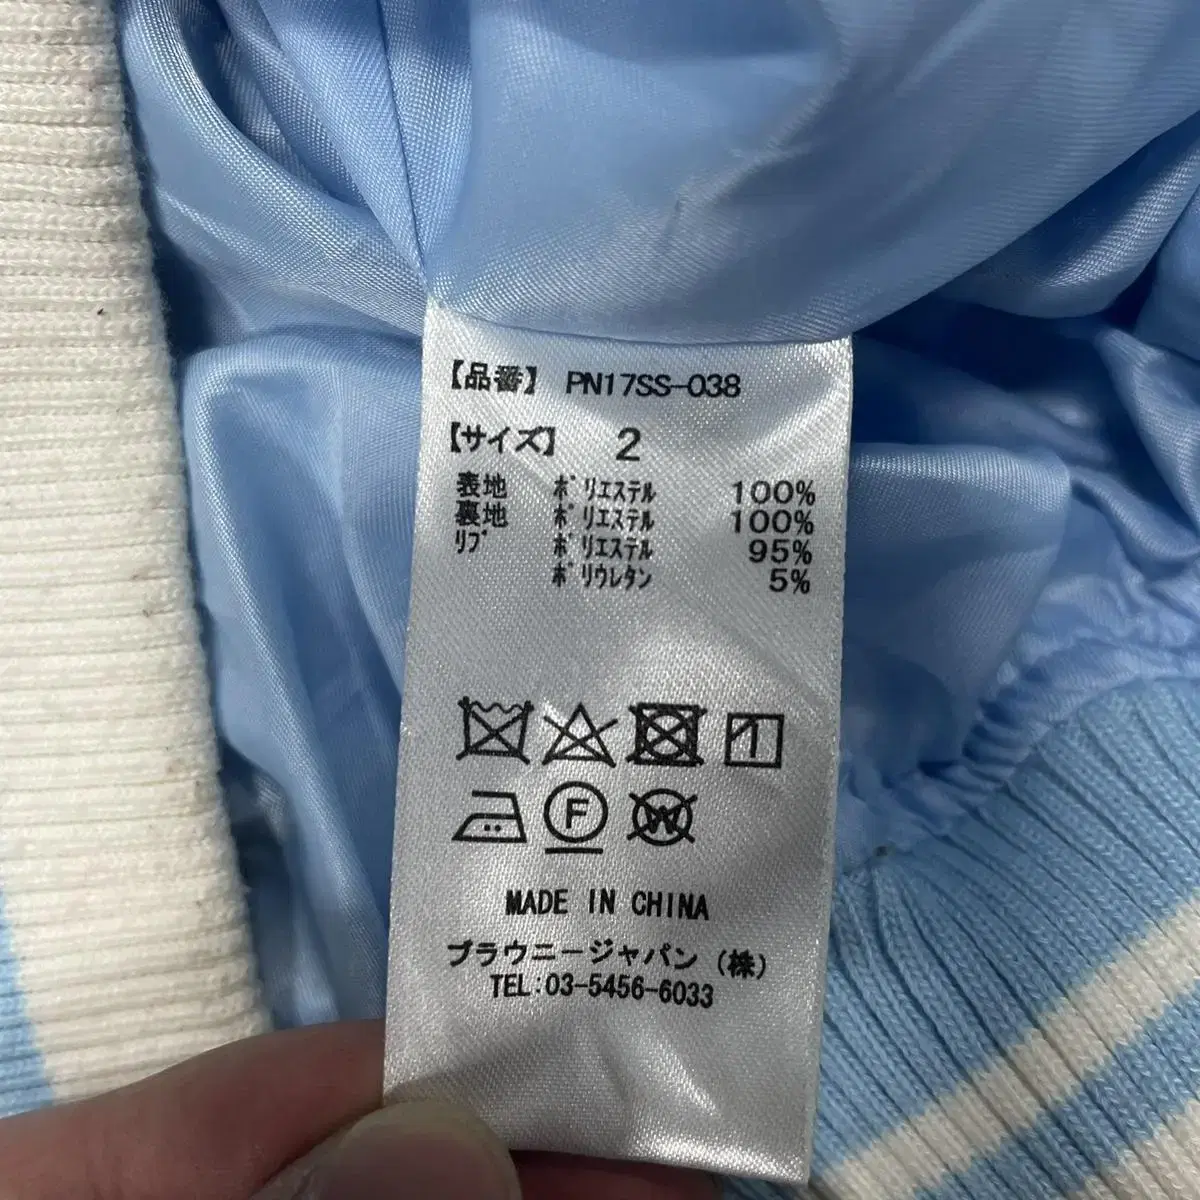 【品番】 PN17SS-038
【サイズ】 2
表地 ポリエステル 100%
裏地 ポリエステル 100%
リブ ポリエステル 95%
ポリウレタン 5%
F W
MADE IN CHINA
ブラウニージャパン(株)
TEL:03-5456-6033